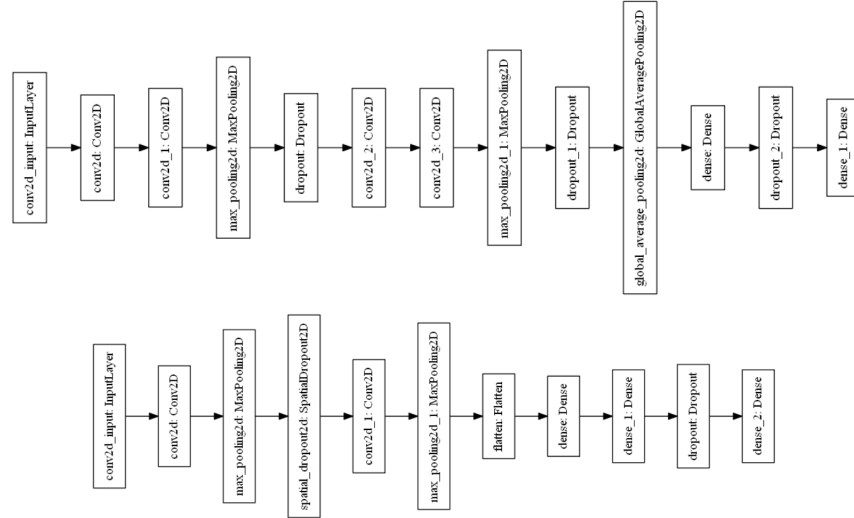 conv2d_input: InputLayer
conv2d: Conv2D
conv2d_1: Conv2D
max_pooling2d: MaxPooling2D
dropout: Dropout
conv2d_2: Conv2D
conv2d_3: Conv2D
max_pooling2d_1: MaxPooling2D
dropout_1: Dropout
global_average_pooling2d: GlobalAveragePooling2D
dense: Dense
dropout_2: Dropout
dense_1: Dense
conv2d_input: InputLayer
conv2d: Conv2D
max_pooling2d: MaxPooling2D
spatial_dropout2d: SpatialDropout2D
conv2d_1: Conv2D
max_pooling2d_1: MaxPooling2D
flatten: Flatten
dense: Dense
dense_1: Dense
dropout: Dropout
dense_2: Dense